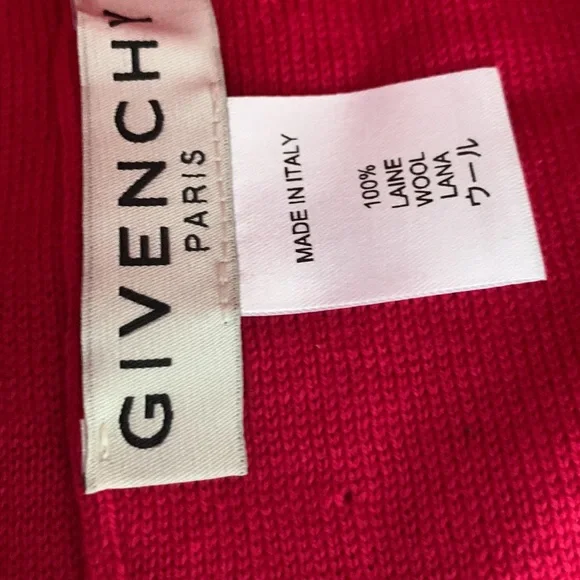 GIVENCHY
PARIS
MADE IN ITALY
100%
LAINE
WOOL
LANA
ウール